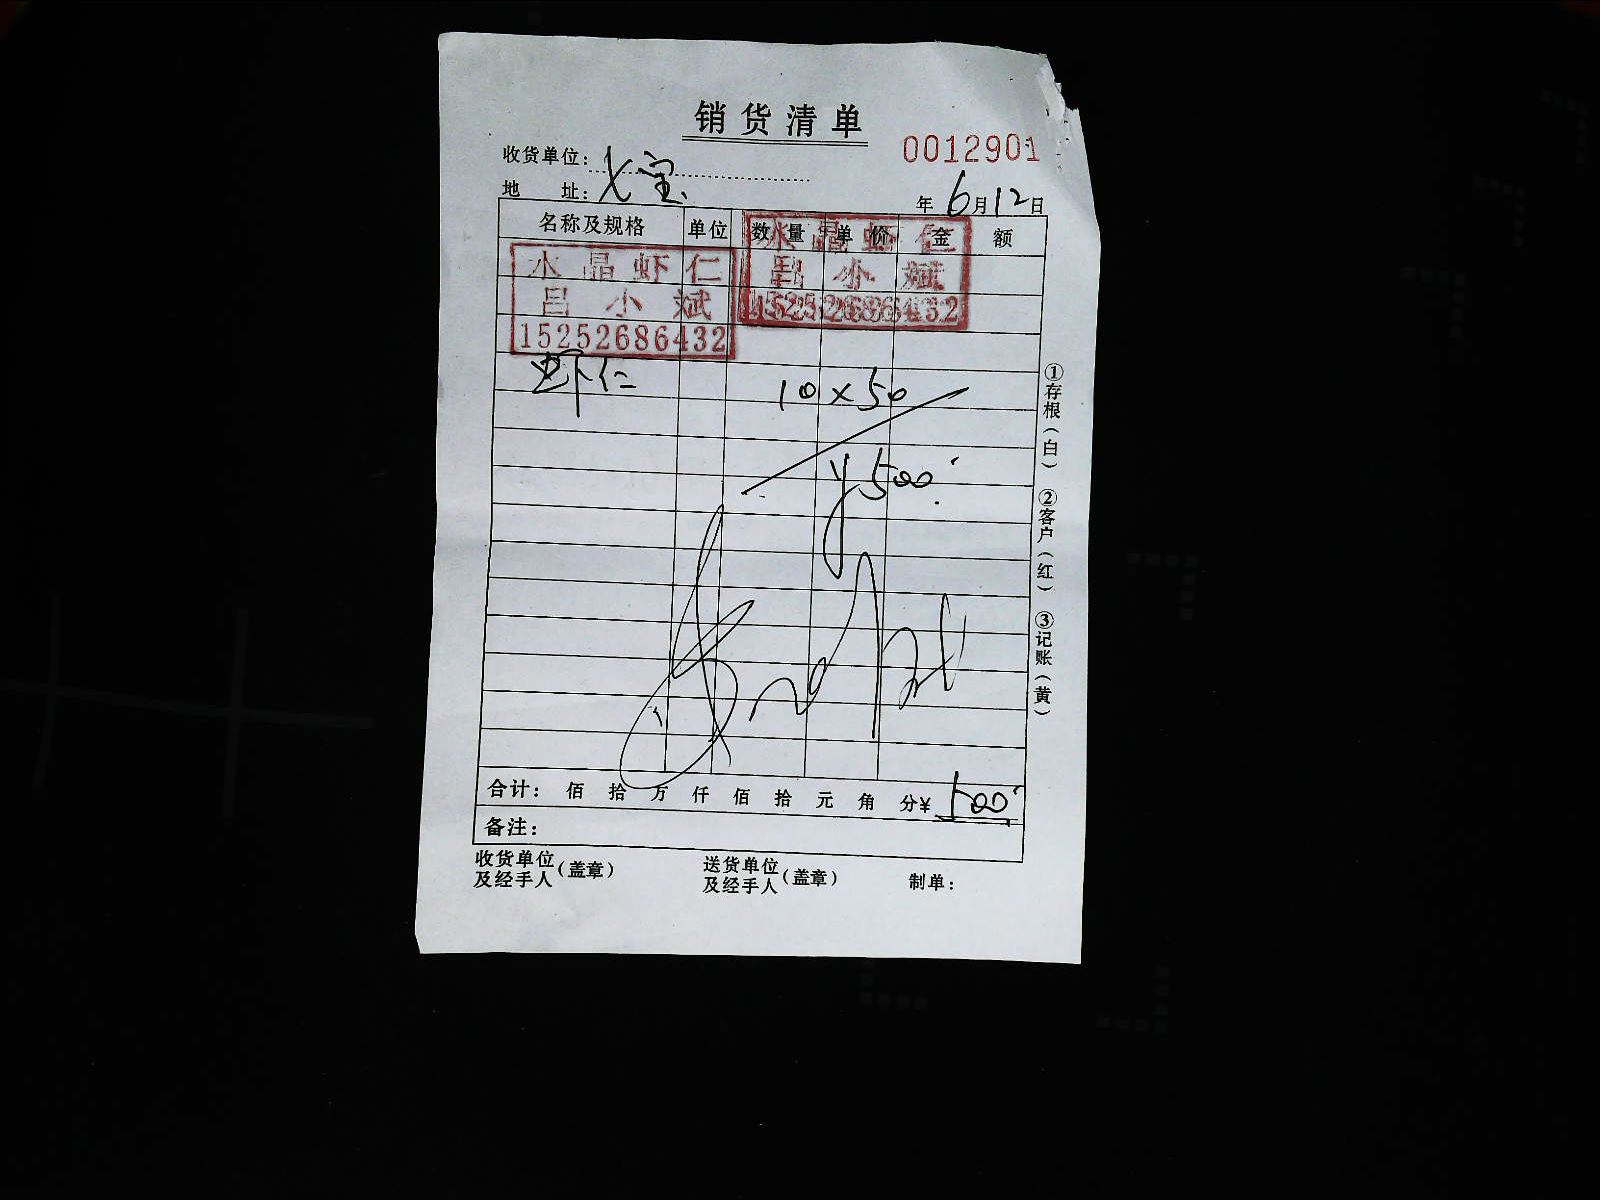 销货清单
0012901
收货单位：七宝
地 址：
年 6月12日
名称及规格 单位 数量 单价 金 额
水晶虾仁
吕小斌
15252686432
水晶虾仁
吕小斌
15252686432
虾仁 10×50
¥500
合计： 佰 拾 万 仟 佰 拾 元 角 分¥ 500
备注：
收货单位及经手人（盖章）
送货单位及经手人（盖章）
制单：
①存根（白） ②客户（红） ③记账（黄）